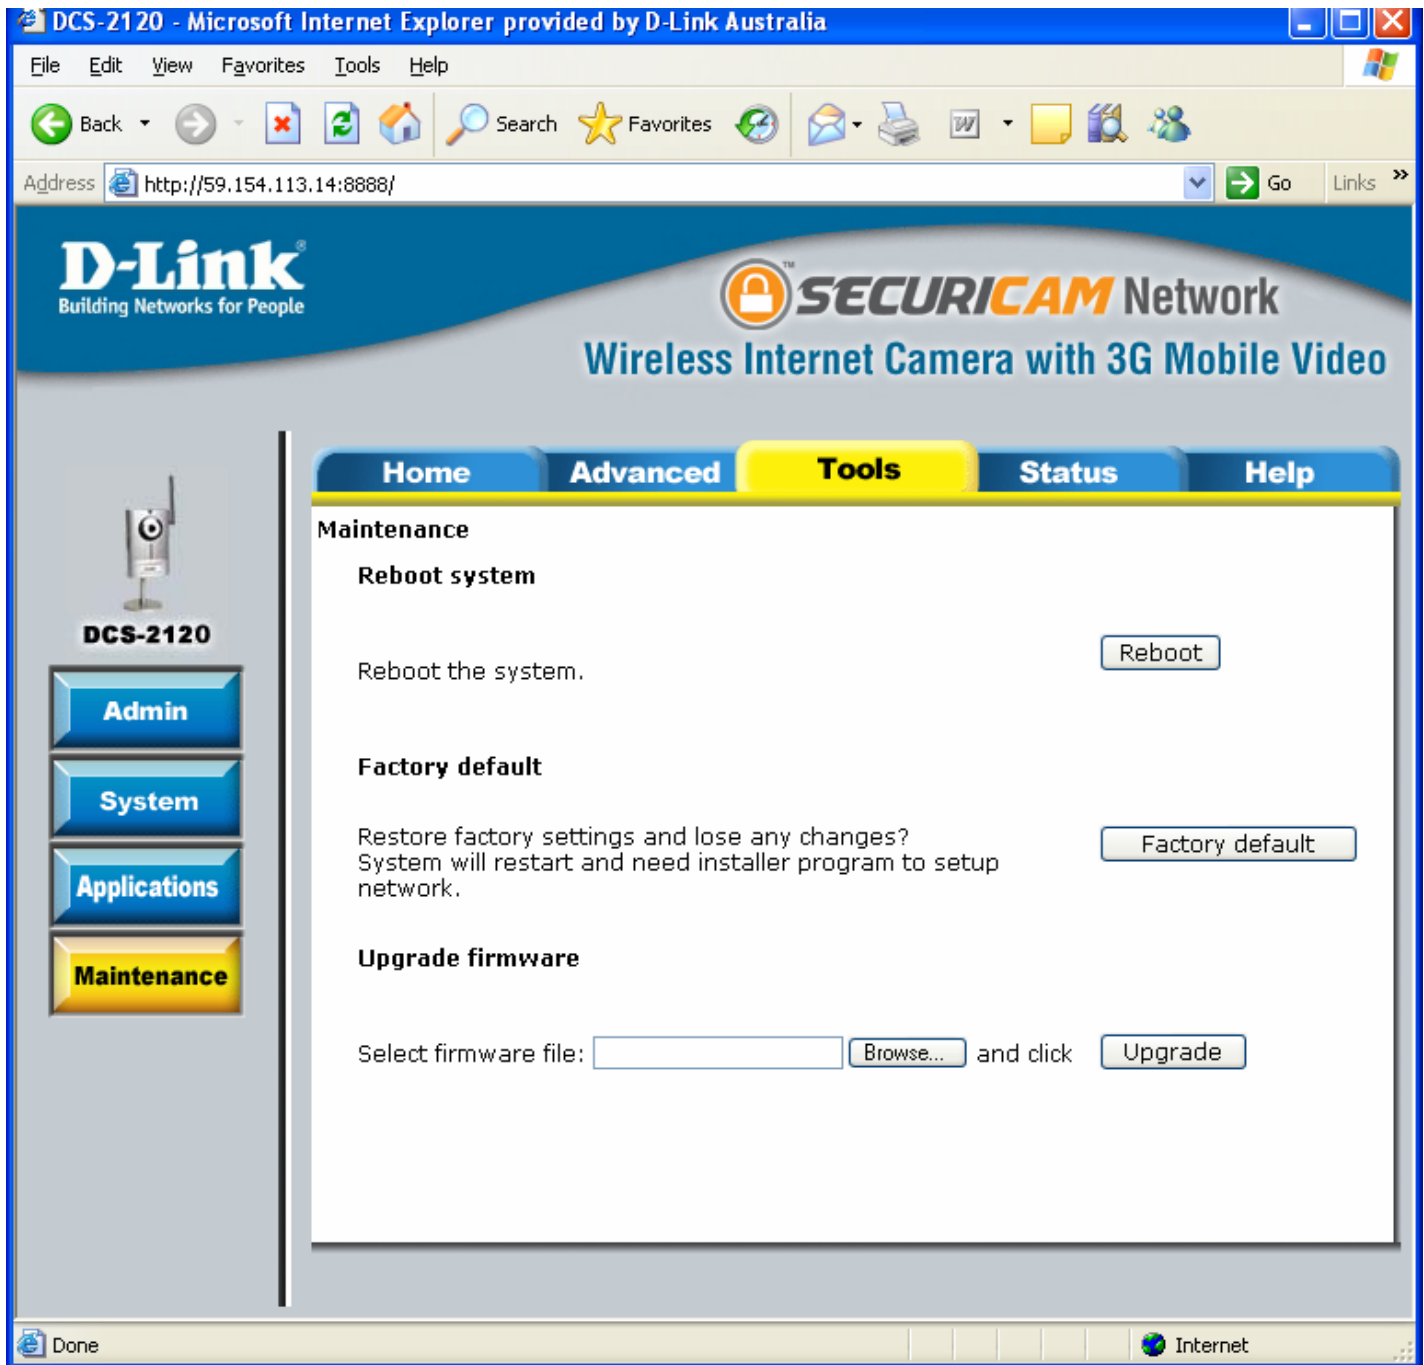 DCS-2120 - Microsoft Internet Explorer provided by D-Link Australia
File Edit View Favorites Tools Help
Back Search Favorites
Address http://59.154.113.14:8888/ Go Links »
D-Link®
Building Networks for People
SECURICAM Network
™
Wireless Internet Camera with 3G Mobile Video
Home Advanced Tools Status Help
DCS-2120
Admin
System
Applications
Maintenance
Maintenance
Reboot system
Reboot the system. Reboot
Factory default
Restore factory settings and lose any changes?
System will restart and need installer program to setup
network.
Factory default
Upgrade firmware
Select firmware file: Browse... and click Upgrade
Done Internet